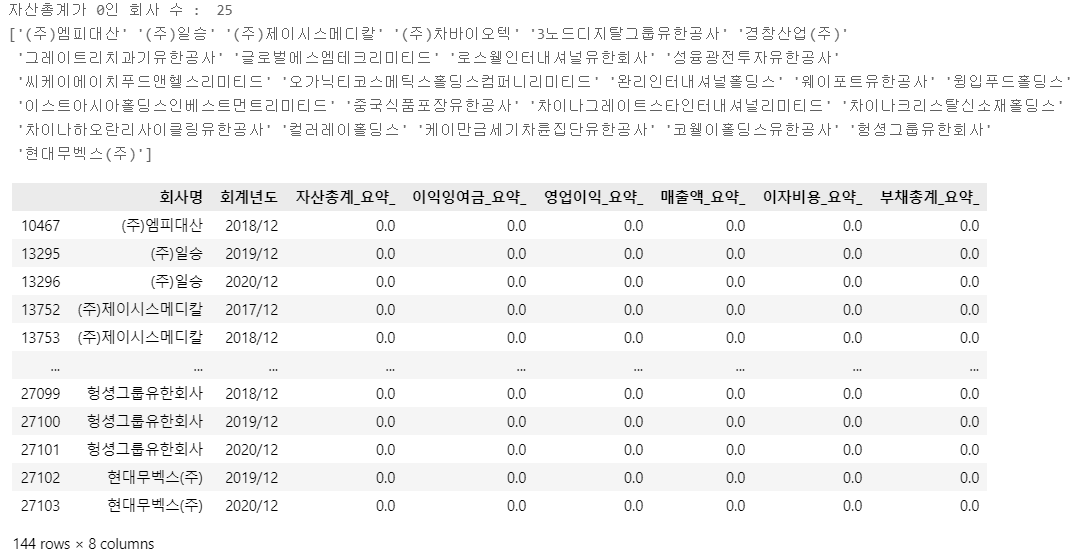 자산총계가 0인 회사 수 :  25
['(주)엠피대산' '(주)일승' '(주)제이시스메디칼' '(주)차바이오텍' '3노드디지탈그룹유한공사' '경창산업(주)'
'그레이트리치과기유한공사' '글로벌에스엠테크리미티드' '로스웰인터내셔널유한회사' '성융광전투자유한공사'
'씨케이에이치푸드앤헬스리미티드' '오가닉티코스메틱스홀딩스컴퍼니리미티드' '완리인터내셔널홀딩스' '웨이포트유한공사' '윙입푸드홀딩스'
'이스트아시아홀딩스인베스트먼트리미티드' '중국식품포장유한공사' '차이나그레이트스타인터내셔널리미티드' '차이나크리스탈신소재홀딩스'
'차이나하오란리사이클링유한공사' '컬러레이홀딩스' '케이만금세기차륜집단유한공사' '코웰이홀딩스유한공사' '헝셩그룹유한회사'
'현대무벡스(주)']
회사명 회계년도 자산총계_요약_ 이익잉여금_요약_ 영업이익_요약_ 매출액_요약_ 이자비용_요약_ 부채총계_요약_
10467 (주)엠피대산 2018/12 0.0 0.0 0.0 0.0 0.0 0.0
13295 (주)일승 2019/12 0.0 0.0 0.0 0.0 0.0 0.0
13296 (주)일승 2020/12 0.0 0.0 0.0 0.0 0.0 0.0
13752 (주)제이시스메디칼 2017/12 0.0 0.0 0.0 0.0 0.0 0.0
13753 (주)제이시스메디칼 2018/12 0.0 0.0 0.0 0.0 0.0 0.0
... ... ... ... ... ... ... ... ...
27099 헝셩그룹유한회사 2018/12 0.0 0.0 0.0 0.0 0.0 0.0
27100 헝셩그룹유한회사 2019/12 0.0 0.0 0.0 0.0 0.0 0.0
27101 헝셩그룹유한회사 2020/12 0.0 0.0 0.0 0.0 0.0 0.0
27102 현대무벡스(주) 2019/12 0.0 0.0 0.0 0.0 0.0 0.0
27103 현대무벡스(주) 2020/12 0.0 0.0 0.0 0.0 0.0 0.0
144 rows × 8 columns